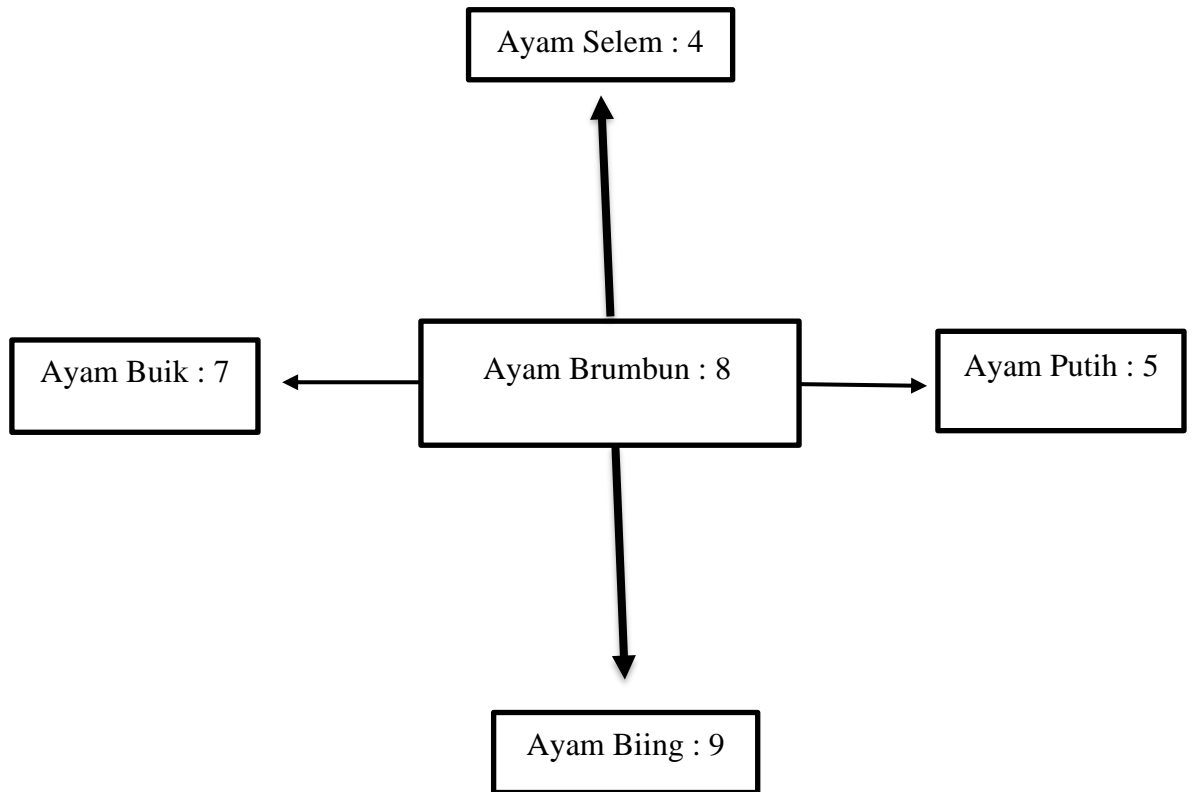 Ayam Selem : 4
Ayam Buik : 7
Ayam Brumbun : 8
Ayam Putih : 5
Ayam Biing : 9